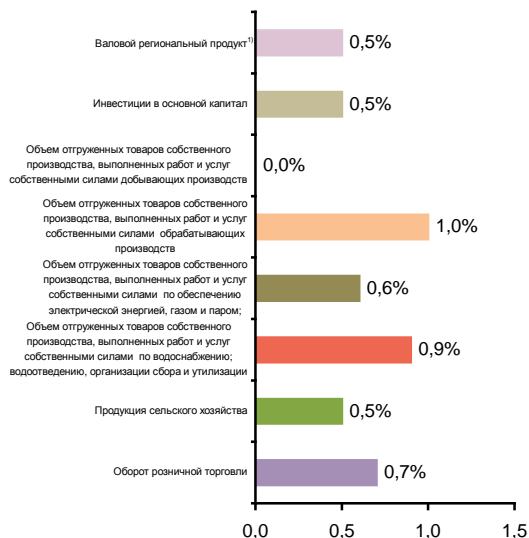 Валовой региональный продукт¹⁾
0,5%
Инвестиции в основной капитал
0,5%
Объем отгруженных товаров собственного
производства, выполненных работ и услуг
собственными силами добывающих производств
0,0%
Объем отгруженных товаров собственного
производства, выполненных работ и услуг
собственными силами обрабатывающих
производств
1,0%
Объем отгруженных товаров собственного
производства, выполненных работ и услуг
собственными силами по обеспечению
электрической энергией, газом и паром;
0,6%
Объем отгруженных товаров собственного
производства, выполненных работ и услуг
собственными силами по водоснабжению;
водоотведению, организации сбора и утилизации
0,9%
Продукция сельского хозяйства
0,5%
Оборот розничной торговли
0,7%
0,0 0,5 1,0 1,5